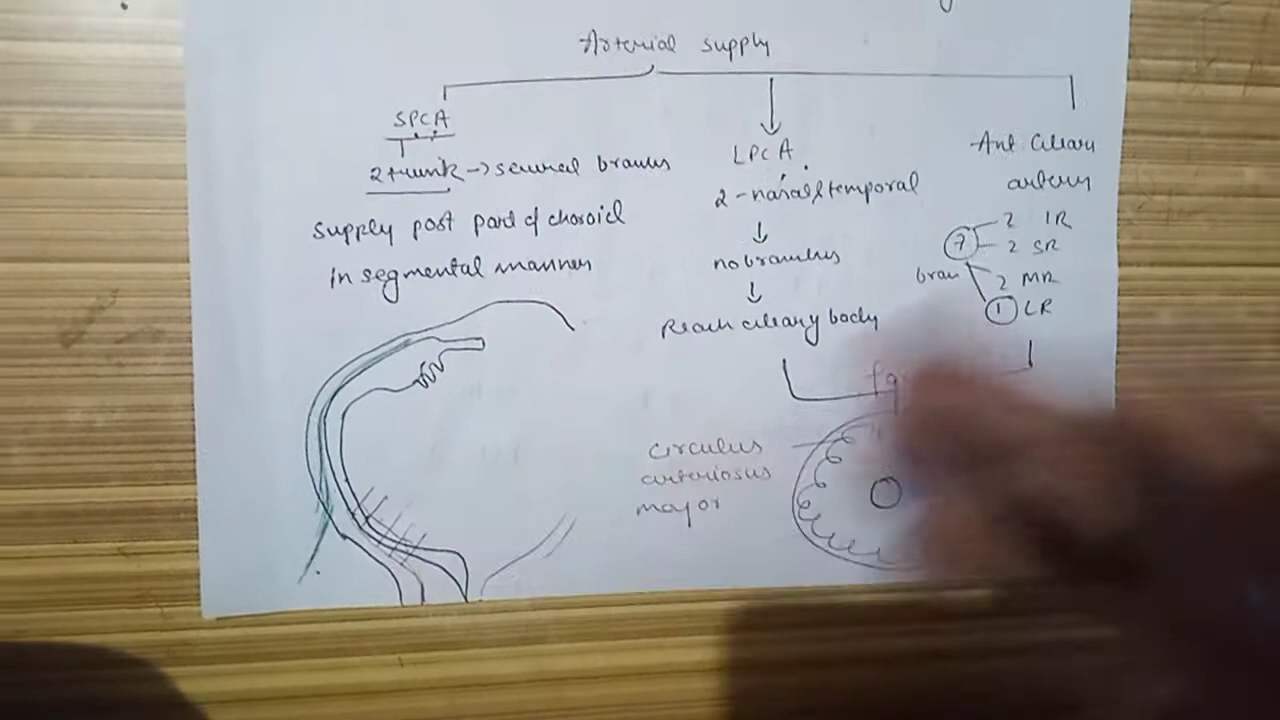 Arterial supply
SPCA
2 trunk -> several branches
supply post part of choroid
in segmental manner
LPCA
2 - nasal & temporal
no branches
Reach ciliary body
Ant Ciliary
artery
7
2 IR
2 SR
2 MR
1 LR
bran
circulus
arteriosus
major